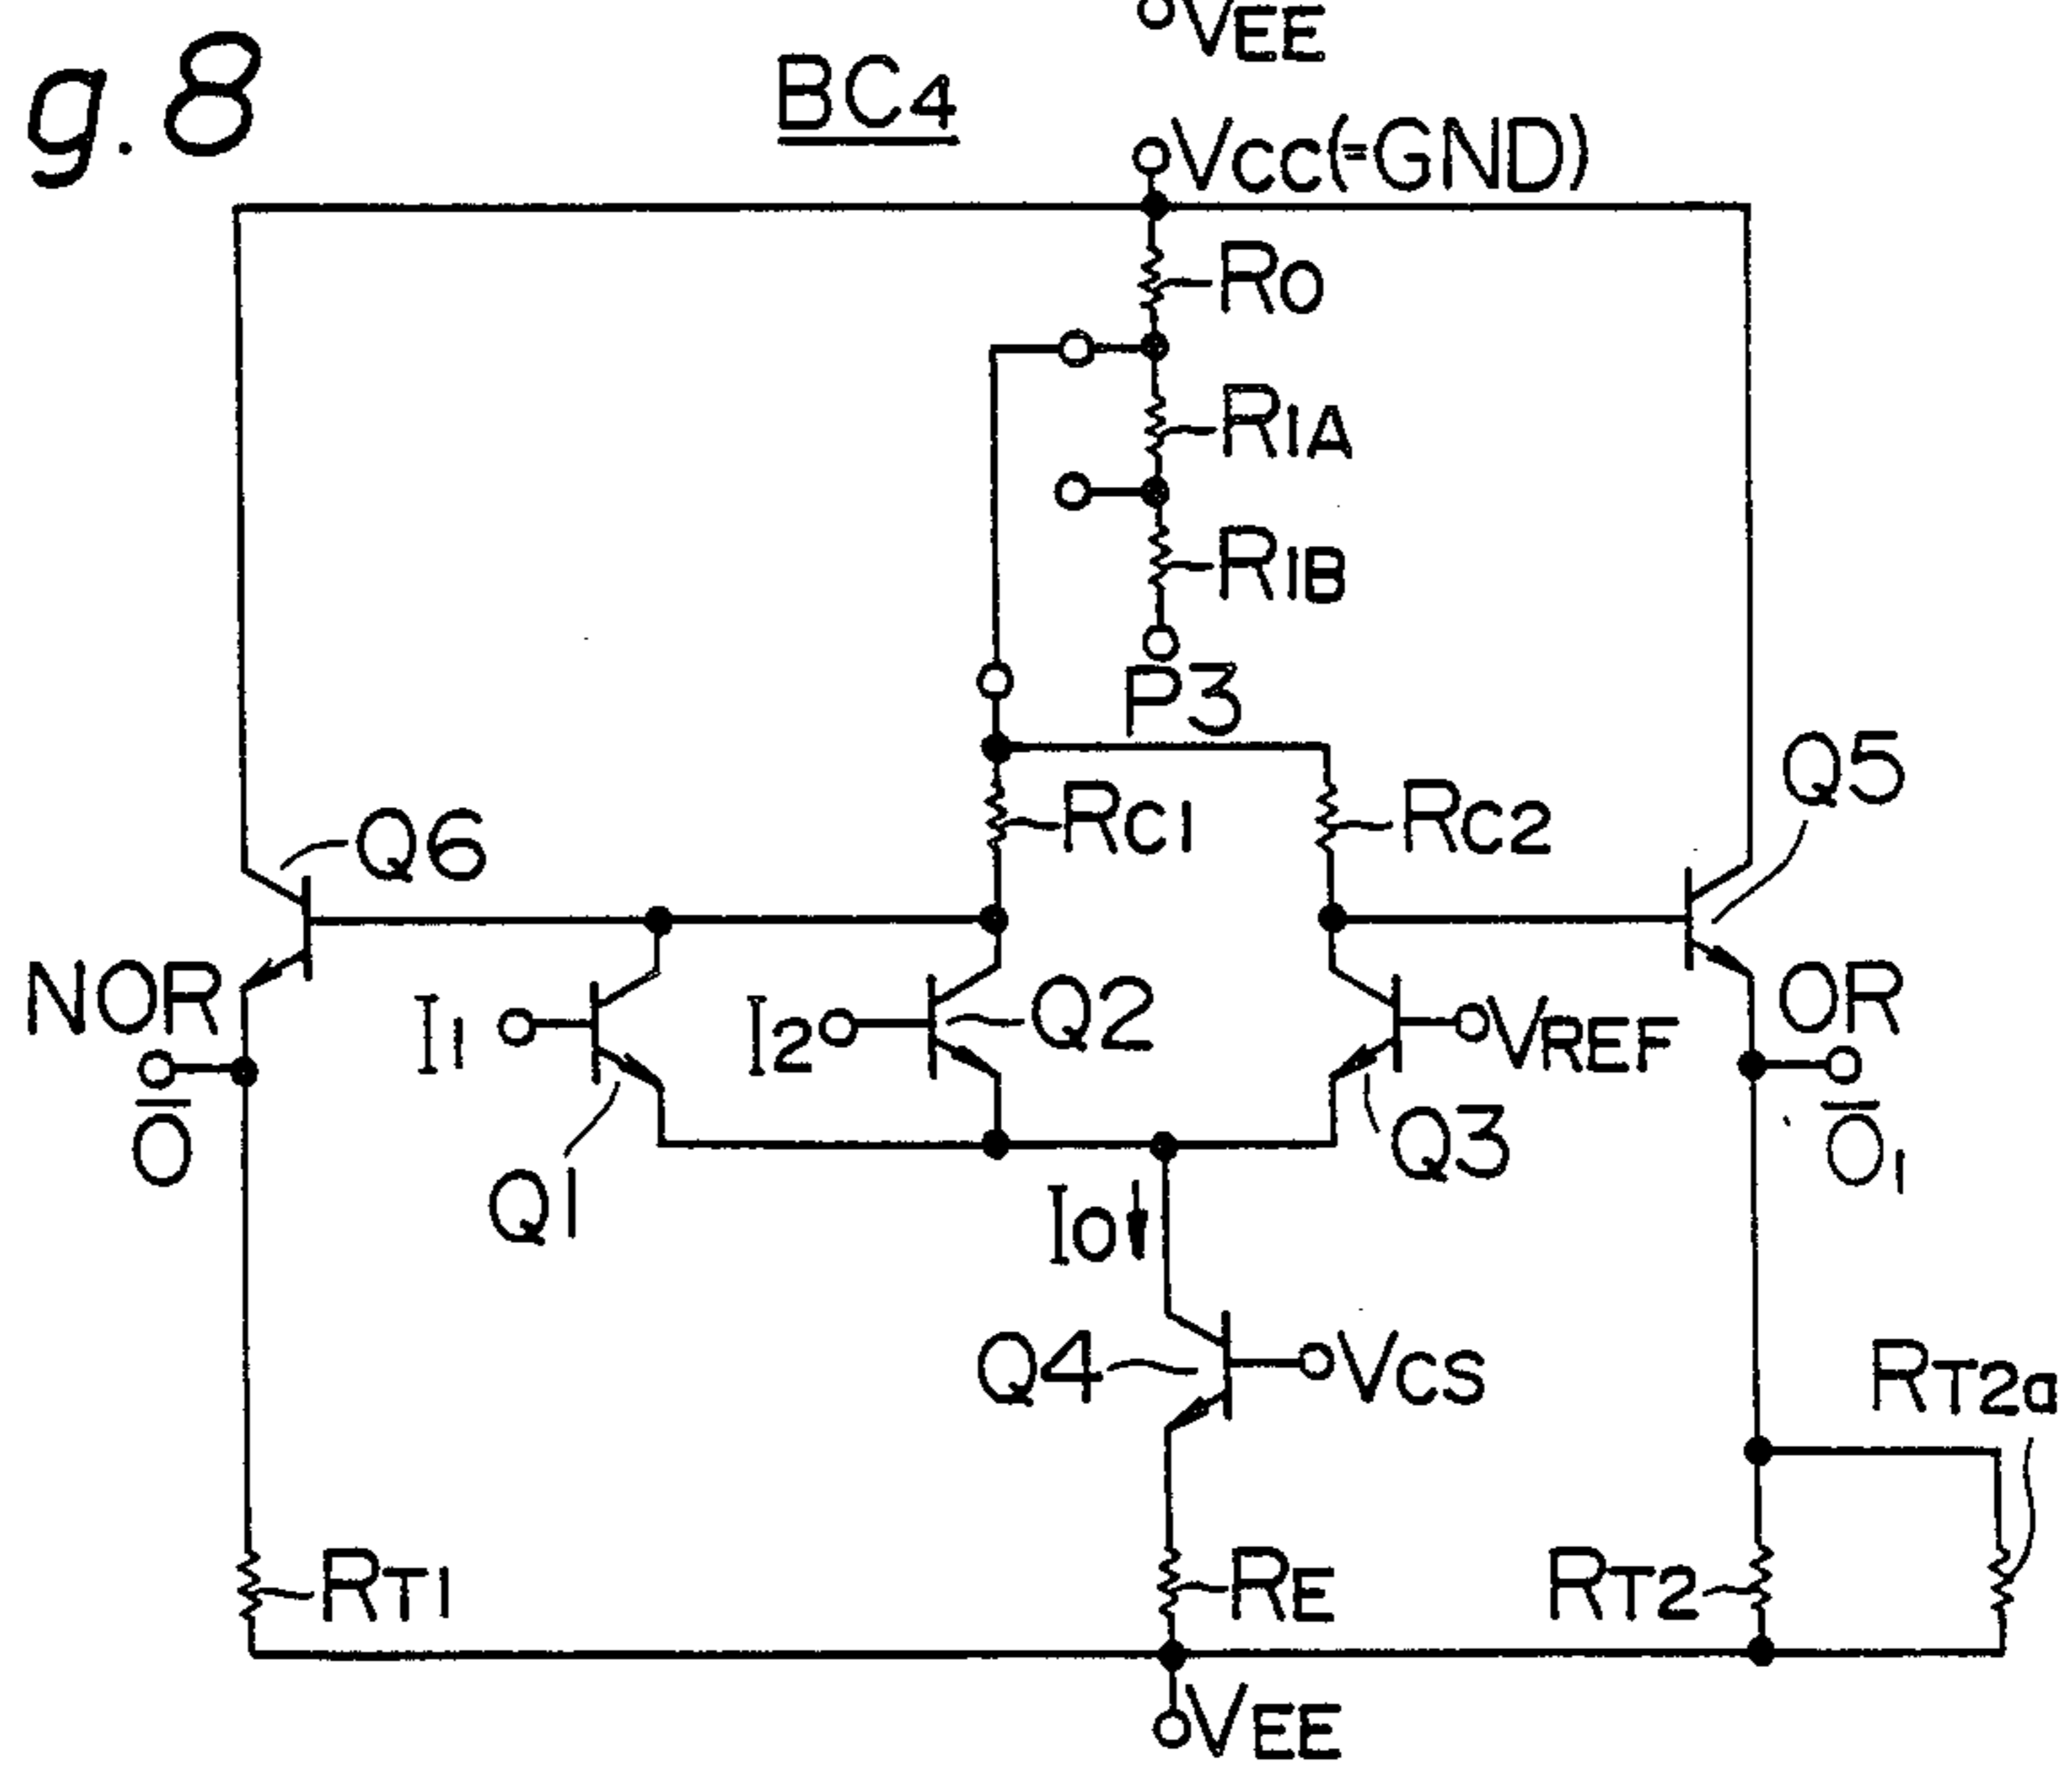 VEE
g.8
BC4
VCC(=GND)
R0
R1A
R1B
P3
RC1
RC2
Q5
Q6
NOR
I1
I2
Q2
VREF
OR
O̅
Q1
Q3
O̅1
I0
Q4
VCS
RT2a
RT1
RE
RT2
VEE